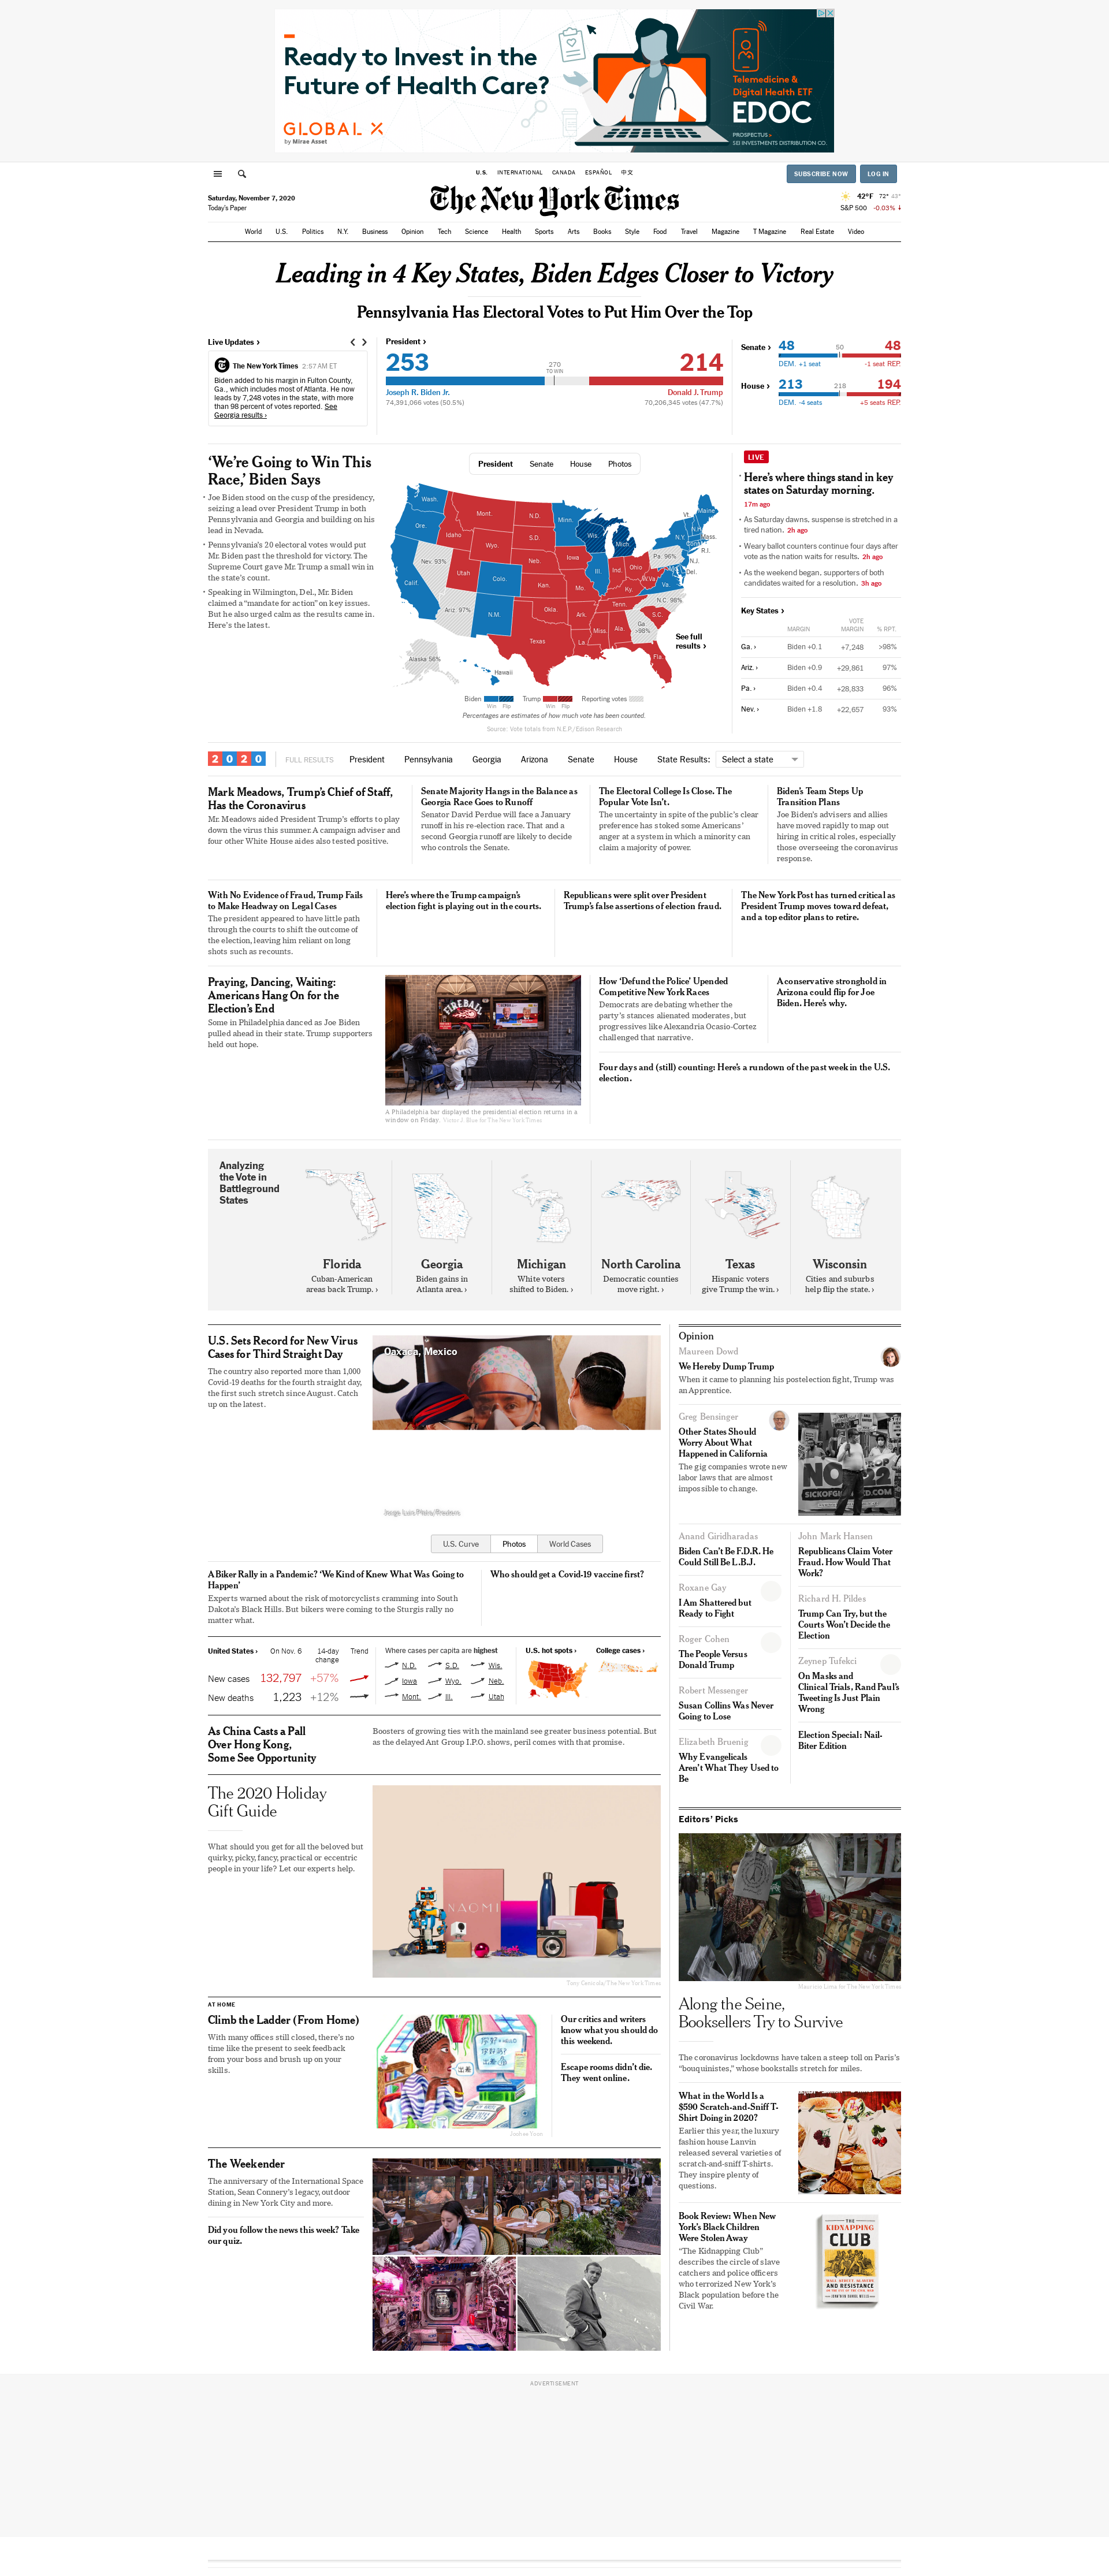 Ready to Invest in the
Future of Health Care?
GLOBAL X
by Mirae Asset
Telemedicine &
Digital Health ETF
EDOC
PROSPECTUS >
SEI INVESTMENTS DISTRIBUTION CO.
U.S. INTERNATIONAL CANADA ESPAÑOL 中文
SUBSCRIBE NOW LOG IN
Saturday, November 7, 2020
Today's Paper
The New York Times
42°F 72° 43°
S&P 500 -0.03% ↓
World U.S. Politics N.Y. Business Opinion Tech Science Health Sports Arts Books Style Food Travel Magazine T Magazine Real Estate Video
Leading in 4 Key States, Biden Edges Closer to Victory
Pennsylvania Has Electoral Votes to Put Him Over the Top
Live Updates ›
The New York Times 2:57 AM ET
Biden added to his margin in Fulton County,
Ga., which includes most of Atlanta. He now
leads by 7,248 votes in the state, with more
than 98 percent of votes reported. See
Georgia results ›
President ›
253
270
TO WIN
214
Joseph R. Biden Jr.
Donald J. Trump
74,391,066 votes (50.5%)
70,206,345 votes (47.7%)
Senate › 48 50 48
DEM. +1 seat -1 seat REP.
House › 213 218 194
DEM. -4 seats +5 seats REP.
‘We’re Going to Win This
Race,’ Biden Says
• Joe Biden stood on the cusp of the presidency,
seizing a lead over President Trump in both
Pennsylvania and Georgia and building on his
lead in Nevada.
• Pennsylvania’s 20 electoral votes would put
Mr. Biden past the threshold for victory. The
Supreme Court gave Mr. Trump a small win in
the state’s count.
• Speaking in Wilmington, Del., Mr. Biden
claimed a “mandate for action” on key issues.
But he also urged calm as the results came in.
Here’s the latest.
President Senate House Photos
Wash.
Ore.
Calif.
Nev. 93%
Idaho
Mont.
Wyo.
Utah
Ariz. 97%
Colo.
N.M.
N.D.
S.D.
Neb.
Kan.
Okla.
Texas
Minn.
Iowa
Mo.
Ark.
La.
Wis.
Ill.
Mich.
Ind.
Ohio
Ky.
Tenn.
Miss.
Ala.
Ga.
>98%
Fla.
S.C.
N.C. 98%
Va.
W.Va.
Pa. 96%
N.Y.
Vt.
N.H.
Maine
Mass.
R.I.
Conn.
N.J.
Del.
Alaska 56%
Hawaii
See full
results ›
Biden Trump Reporting votes
Win Flip Win Flip
Percentages are estimates of how much vote has been counted.
Source: Vote totals from N.E.P./Edison Research
LIVE
• Here’s where things stand in key
states on Saturday morning.
17m ago
• As Saturday dawns, suspense is stretched in a
tired nation. 2h ago
• Weary ballot counters continue four days after
vote as the nation waits for results. 2h ago
• As the weekend began, supporters of both
candidates waited for a resolution. 3h ago
Key States ›
MARGIN VOTE MARGIN % RPT.
Ga. › Biden +0.1 +7,248 >98%
Ariz. › Biden +0.9 +29,861 97%
Pa. › Biden +0.4 +28,833 96%
Nev. › Biden +1.8 +22,657 93%
2020 FULL RESULTS President Pennsylvania Georgia Arizona Senate House State Results: Select a state
Mark Meadows, Trump’s Chief of Staff,
Has the Coronavirus
Mr. Meadows aided President Trump’s efforts to play
down the virus this summer. A campaign adviser and
four other White House aides also tested positive.
Senate Majority Hangs in the Balance as
Georgia Race Goes to Runoff
Senator David Perdue will face a January
runoff in his re-election race. That and a
second Georgia runoff are likely to decide
who controls the Senate.
The Electoral College Is Close. The
Popular Vote Isn’t.
The uncertainty in spite of the public’s clear
preference has stoked some Americans’
anger at a system in which a minority can
claim a majority of power.
Biden’s Team Steps Up
Transition Plans
Joe Biden’s advisers and allies
have moved rapidly to map out
hiring in critical roles, especially
those overseeing the coronavirus
response.
With No Evidence of Fraud, Trump Fails
to Make Headway on Legal Cases
The president appeared to have little path
through the courts to shift the outcome of
the election, leaving him reliant on long
shots such as recounts.
Here’s where the Trump campaign’s
election fight is playing out in the courts.
Republicans were split over President
Trump’s false assertions of election fraud.
The New York Post has turned critical as
President Trump moves toward defeat,
and a top editor plans to retire.
Praying, Dancing, Waiting:
Americans Hang On for the
Election’s End
Some in Philadelphia danced as Joe Biden
pulled ahead in their state. Trump supporters
held out hope.
FIREBALL
A Philadelphia bar displayed the presidential election returns in a
window on Friday. Victor J. Blue for The New York Times
How ‘Defund the Police’ Upended
Competitive New York Races
Democrats are debating whether the
party’s stances alienated moderates, but
progressives like Alexandria Ocasio-Cortez
challenged that narrative.
A conservative stronghold in
Arizona could flip for Joe
Biden. Here’s why.
Four days and (still) counting: Here’s a rundown of the past week in the U.S.
election.
Analyzing
the Vote in
Battleground
States
Florida
Cuban-American
areas back Trump. ›
Georgia
Biden gains in
Atlanta area. ›
Michigan
White voters
shifted to Biden. ›
North Carolina
Democratic counties
move right. ›
Texas
Hispanic voters
give Trump the win. ›
Wisconsin
Cities and suburbs
help flip the state. ›
U.S. Sets Record for New Virus
Cases for Third Straight Day
The country also reported more than 1,000
Covid-19 deaths for the fourth straight day,
the first such stretch since August. Catch
up on the latest.
Oaxaca, Mexico
Jorge Luis Plata/Reuters
U.S. Curve Photos World Cases
A Biker Rally in a Pandemic? ‘We Kind of Knew What Was Going to
Happen’
Experts warned about the risk of motorcyclists cramming into South
Dakota’s Black Hills. But bikers were coming to the Sturgis rally no
matter what.
Who should get a Covid-19 vaccine first?
United States › On Nov. 6 14-day change Trend
New cases 132,797 +57%
New deaths 1,223 +12%
Where cases per capita are highest
N.D. S.D. Wis.
Iowa Wyo. Neb.
Mont. Ill. Utah
U.S. hot spots › College cases ›
As China Casts a Pall
Over Hong Kong,
Some See Opportunity
Boosters of growing ties with the mainland see greater business potential. But
as the delayed Ant Group I.P.O. shows, peril comes with that promise.
The 2020 Holiday
Gift Guide
What should you get for all the beloved but
quirky, picky, fancy, practical or eccentric
people in your life? Let our experts help.
NAOMI
Tony Cenicola/The New York Times
AT HOME
Climb the Ladder (From Home)
With many offices still closed, there’s no
time like the present to seek feedback
from your boss and brush up on your
skills.
Our critics and writers
know what you should do
this weekend.
Escape rooms didn’t die.
They went online.
The Weekender
The anniversary of the International Space
Station, Sean Connery’s legacy, outdoor
dining in New York City and more.
Did you follow the news this week? Take
our quiz.
Opinion
Maureen Dowd
We Hereby Dump Trump
When it came to planning his postelection fight, Trump was
an Apprentice.
Greg Bensinger
Other States Should
Worry About What
Happened in California
The gig companies wrote new
labor laws that are almost
impossible to change.
Anand Giridharadas
Biden Can’t Be F.D.R. He
Could Still Be L.B.J.
Roxane Gay
I Am Shattered but
Ready to Fight
Roger Cohen
The People Versus
Donald Trump
Robert Messenger
Susan Collins Was Never
Going to Lose
Elizabeth Bruenig
Why Evangelicals
Aren’t What They Used to
Be
John Mark Hansen
Republicans Claim Voter
Fraud. How Would That
Work?
Richard H. Pildes
Trump Can Try, but the
Courts Won’t Decide the
Election
Zeynep Tufekci
On Masks and
Clinical Trials, Rand Paul’s
Tweeting Is Just Plain
Wrong
Election Special: Nail-
Biter Edition
Editors’ Picks
Mauricio Lima for The New York Times
Along the Seine,
Booksellers Try to Survive
The coronavirus lockdowns have taken a steep toll on Paris’s
“bouquinistes,” whose bookstalls stretch for miles.
What in the World Is a
$590 Scratch-and-Sniff T-
Shirt Doing in 2020?
Earlier this year, the luxury
fashion house Lanvin
released several varieties of
scratch-and-sniff T-shirts.
They inspire plenty of
questions.
Book Review: When New
York’s Black Children
Were Stolen Away
“The Kidnapping Club”
describes the circle of slave
catchers and police officers
who terrorized New York’s
Black population before the
Civil War.
THE
KIDNAPPING
CLUB
AND RESISTANCE
ADVERTISEMENT